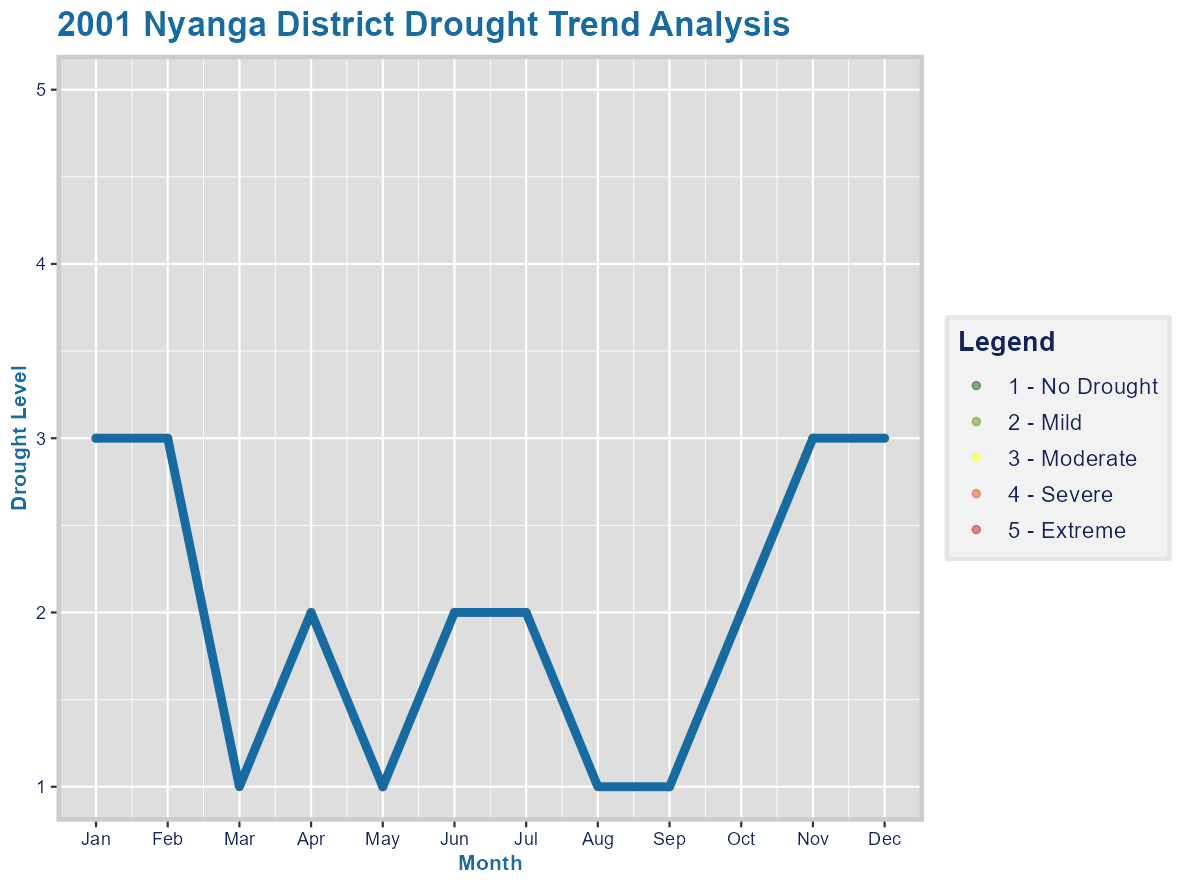 2001 Nyanga District Drought Trend Analysis
Drought Level
5
4
3
2
1
Jan Feb Mar Apr May Jun Jul Aug Sep Oct Nov Dec
Month
Legend
1 - No Drought
2 - Mild
3 - Moderate
4 - Severe
5 - Extreme